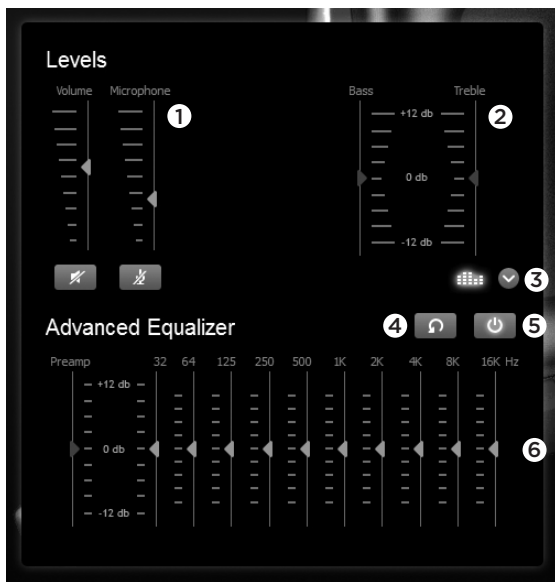 Levels
Volume Microphone Bass Treble
1 2
+12 db
0 db
-12 db
3
Advanced Equalizer 4 5
Preamp 32 64 125 250 500 1K 2K 4K 8K 16K Hz
+12 db
0 db 6
-12 db